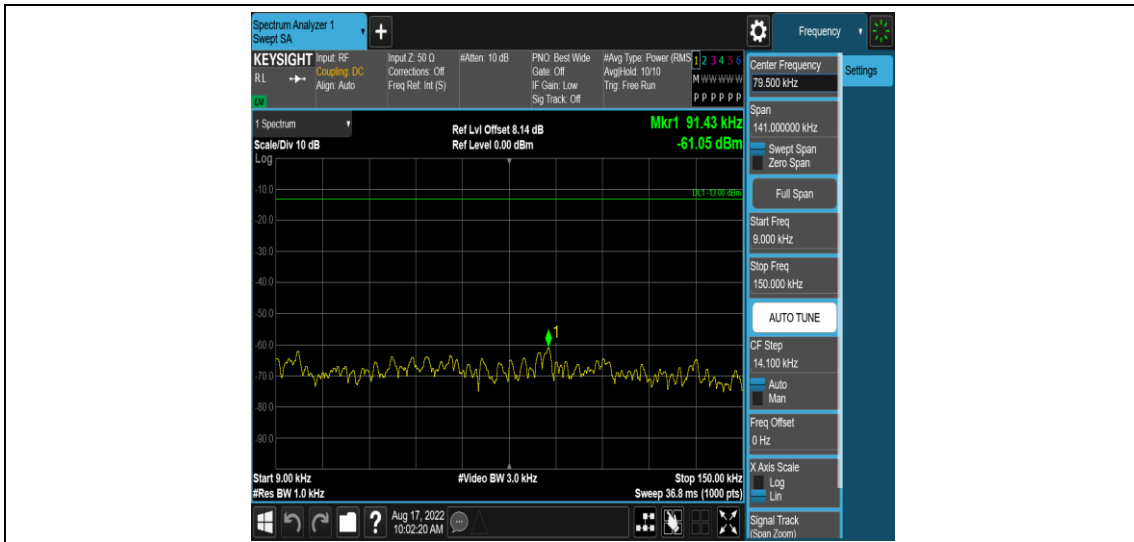 Spectrum Analyzer 1
Swept SA
+
Frequency
KEYSIGHT
RL
LXI
Input: RF
Coupling: DC
Align: Auto
Input Z: 50 Ω
Corrections: Off
Freq Ref: Int (S)
#Atten: 10 dB
PNO: Best Wide
Gate: Off
IF Gain: Low
Sig Track: Off
#Avg Type: Power (RMS
Avg|Hold: 10/10
Trig: Free Run
1 2 3 4 5 6
M W W W W W
P P P P P P
1 Spectrum
Scale/Div 10 dB
Log
Ref Lvl Offset 8.14 dB
Ref Level 0.00 dBm
Mkr1 91.43 kHz
-61.05 dBm
DL1 -13.00 dBm
-10.0
-20.0
-30.0
-40.0
-50.0
-60.0
-70.0
-80.0
-90.0
1
Start 9.00 kHz
#Res BW 1.0 kHz
#Video BW 3.0 kHz
Stop 150.00 kHz
Sweep 36.8 ms (1000 pts)
Center Frequency
79.500 kHz
Settings
Span
141.000000 kHz
Swept Span
Zero Span
Full Span
Start Freq
9.000 kHz
Stop Freq
150.000 kHz
AUTO TUNE
CF Step
14.100 kHz
Auto
Man
Freq Offset
0 Hz
X Axis Scale
Log
Lin
Signal Track
(Span Zoom)
?
Aug 17, 2022
10:02:20 AM